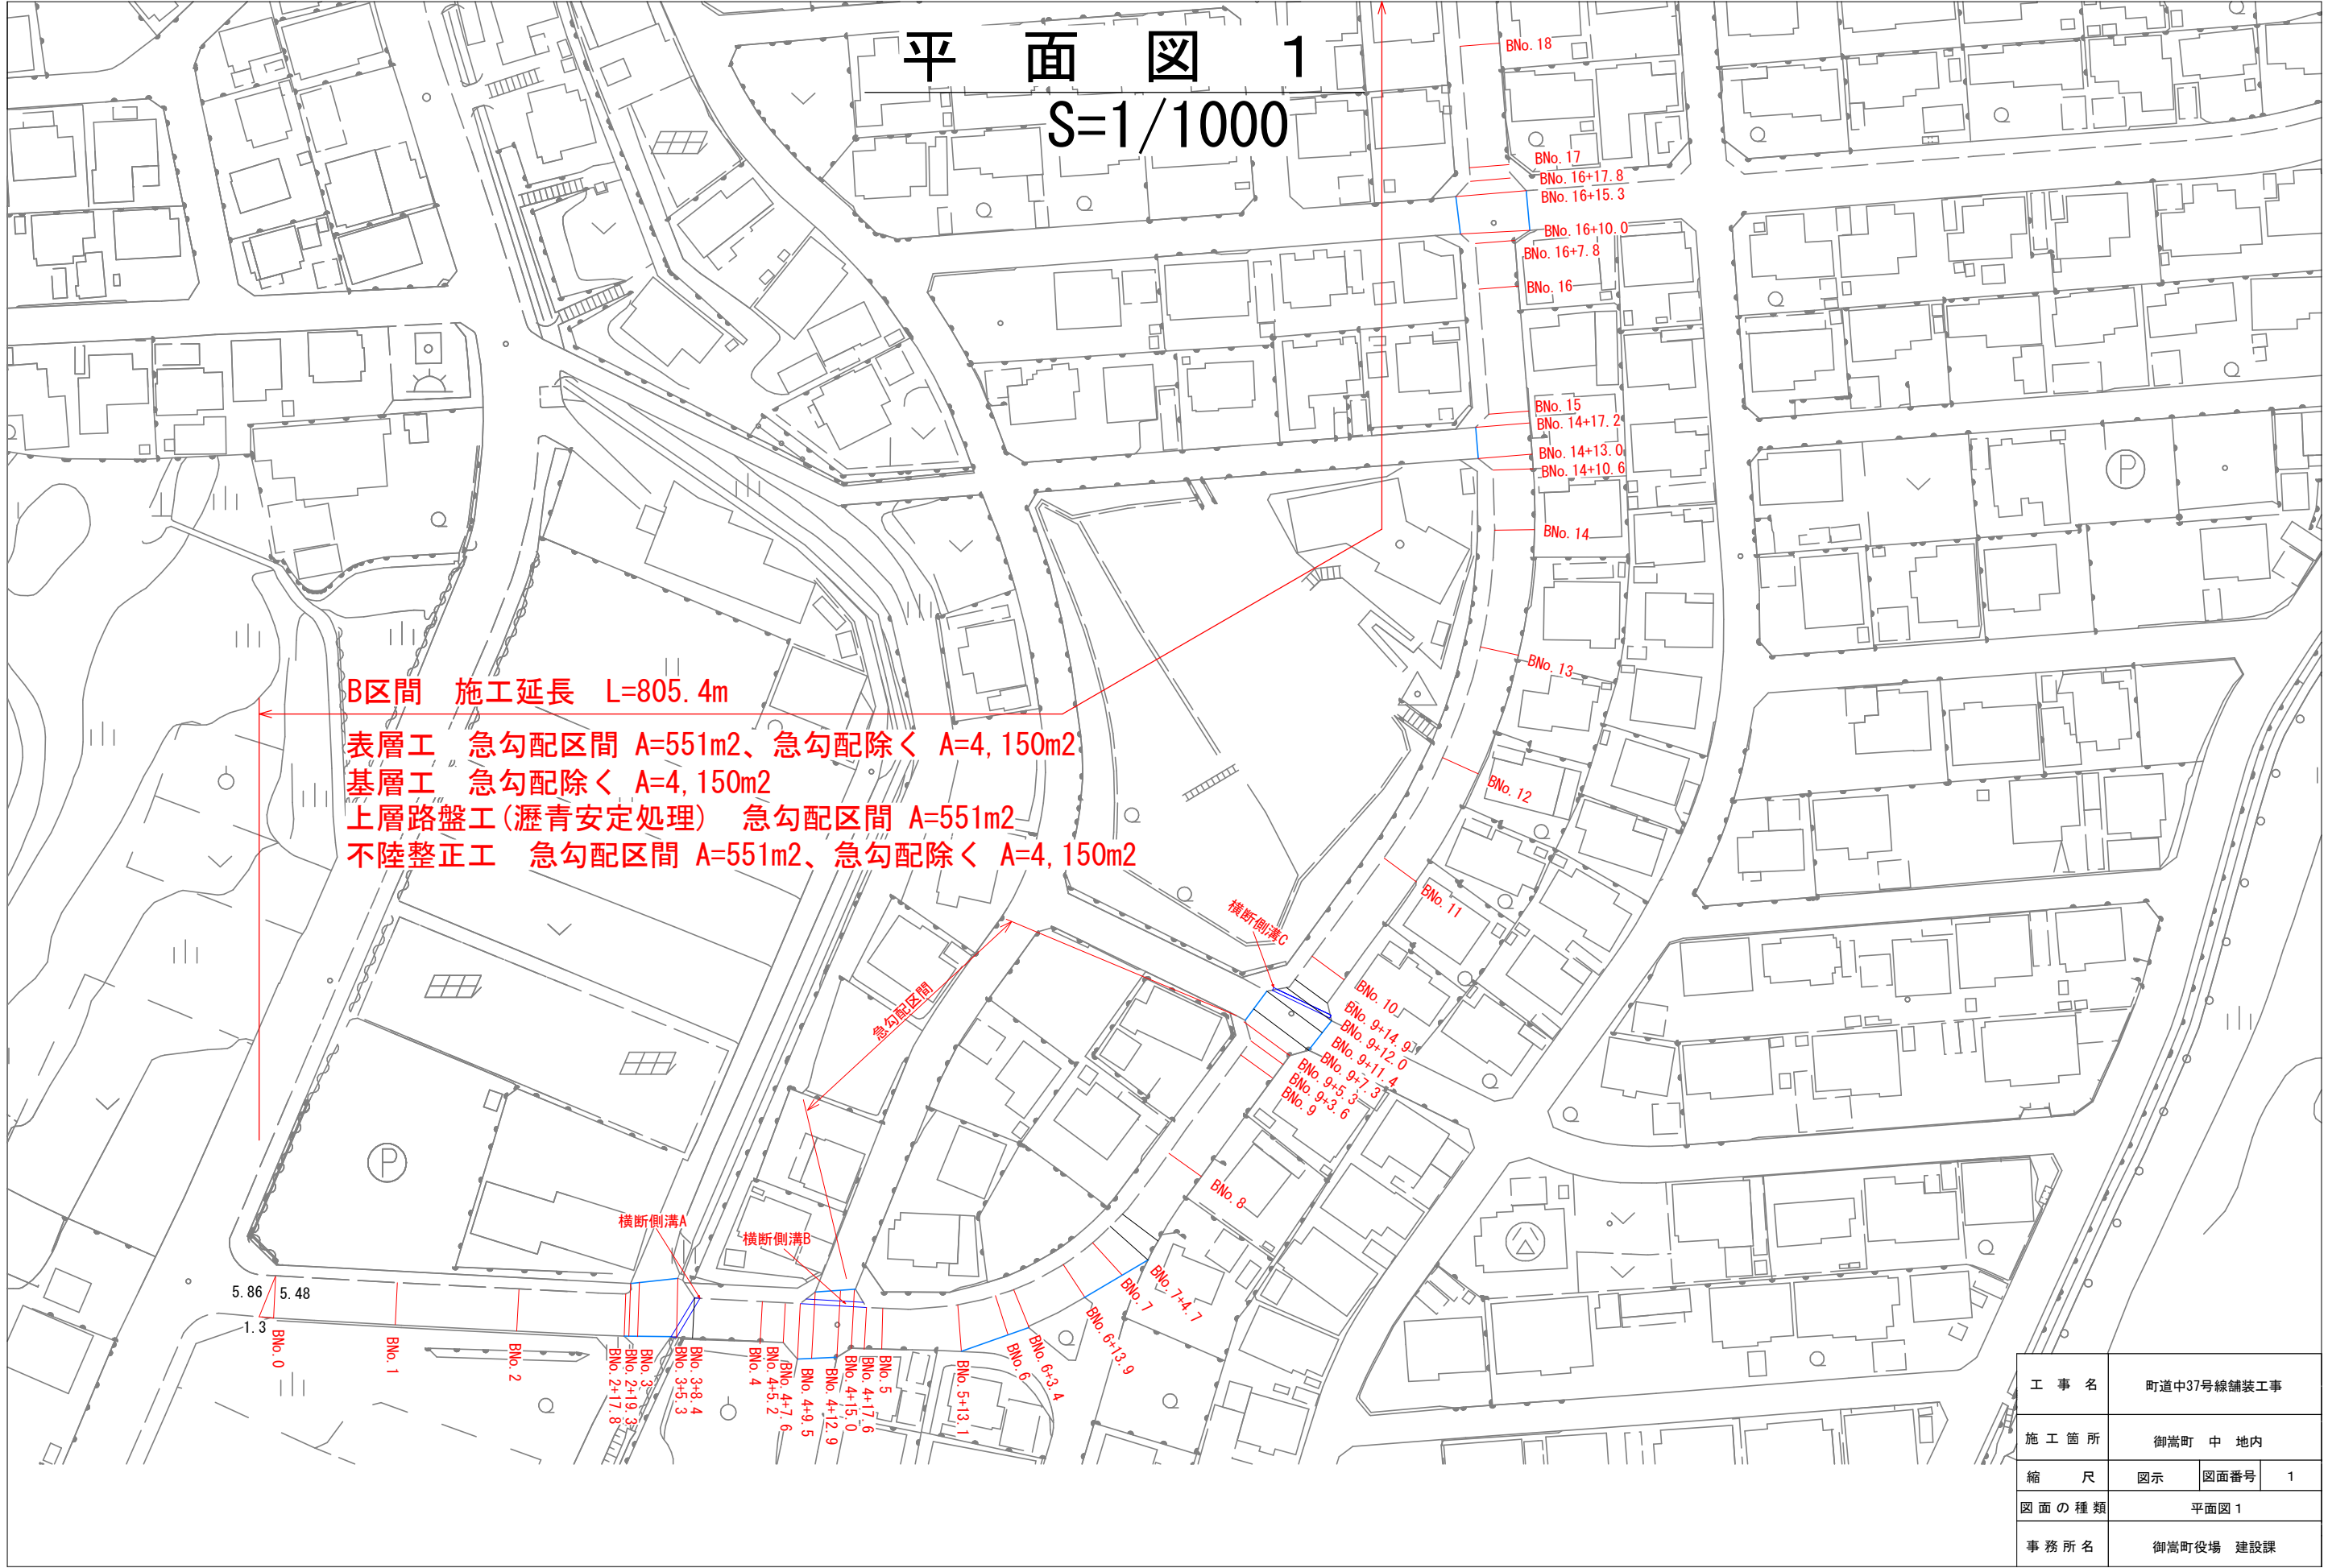 平　面　図　1
S=1/1000
BNo. 18
BNo. 17
BNo. 16+17.8
BNo. 16+15.3
BNo. 16+10.0
BNo. 16+7.8
BNo. 16
BNo. 15
BNo. 14+17.2
BNo. 14+13.0
BNo. 14+10.6
BNo. 14
BNo. 13
BNo. 12
BNo. 11
BNo. 10
BNo. 9+14.9
BNo. 9+12.0
BNo. 9+11.4
BNo. 9+7.3
BNo. 9+5.3
BNo. 9+3.6
BNo. 9
BNo. 8
BNo. 7+4.7
BNo. 7
BNo. 6+13.9
BNo. 6+3.4
BNo. 6
BNo. 5+13.1
BNo. 5
BNo. 4+17.6
BNo. 4+15.0
BNo. 4+12.9
BNo. 4+9.5
BNo. 4+7.6
BNo. 4+5.2
BNo. 4
BNo. 3+8.4
BNo. 3+5.3
BNo. 3
BNo. 2+19.3
BNo. 2+17.8
BNo. 2
BNo. 1
BNo. 0
B区間　施工延長　L=805.4m
表層工　急勾配区間 A=551m2、急勾配除く A=4,150m2
基層工　急勾配除く A=4,150m2
上層路盤工(瀝青安定処理)　急勾配区間 A=551m2
不陸整正工　急勾配区間 A=551m2、急勾配除く A=4,150m2
横断側溝C
急勾配区間
横断側溝A
横断側溝B
P
P
5.86
5.48
1.3
工　事　名　町道中37号線舗装工事
施工箇所　御嵩町　中　地内
縮　尺　図示　図面番号　1
図面の種類　平面図1
事務所名　御嵩町役場　建設課